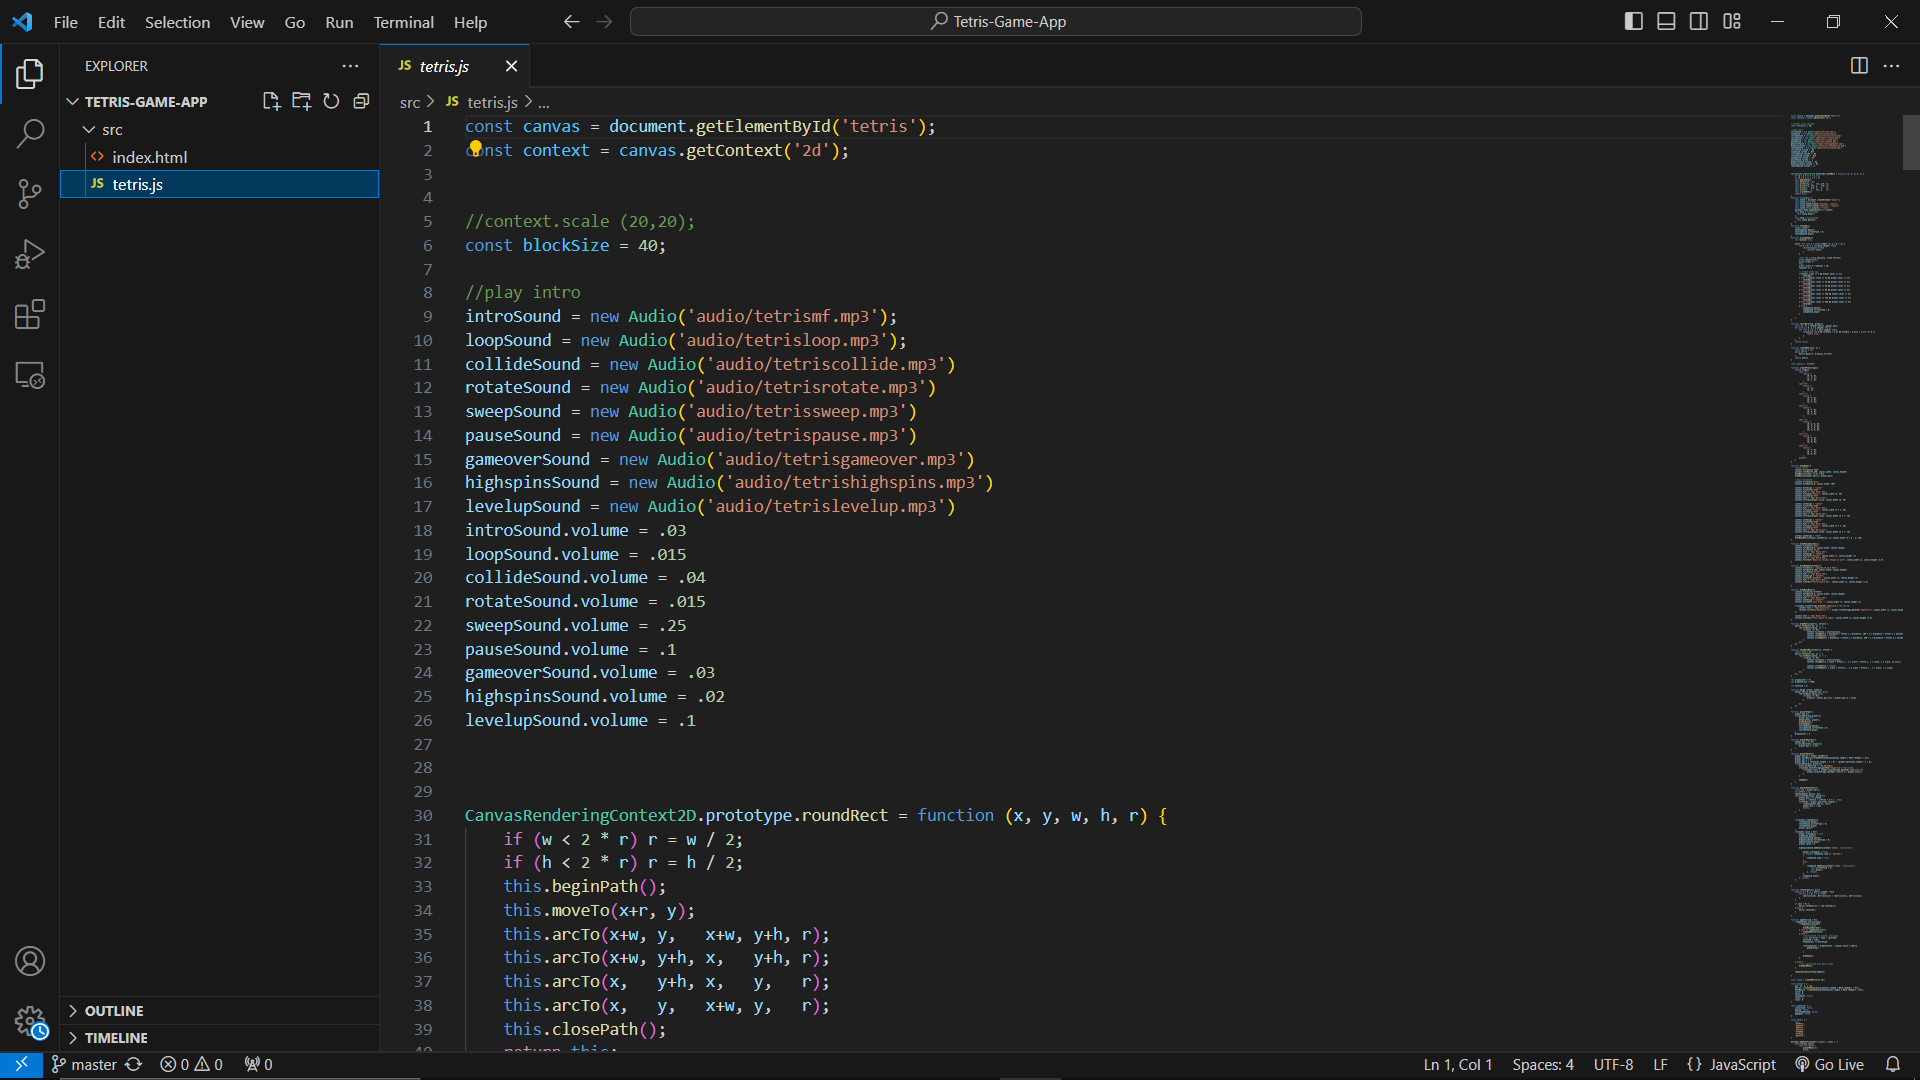 File Edit Selection View Go Run Terminal Help
Tetris-Game-App
EXPLORER
TETRIS-GAME-APP
src
index.html
JS tetris.js
OUTLINE
TIMELINE
JS tetris.js
src > JS tetris.js > ...
1 const canvas = document.getElementById('tetris');
2 const context = canvas.getContext('2d');
3
4
5 //context.scale (20,20);
6 const blockSize = 40;
7
8 //play intro
9 introSound = new Audio('audio/tetrismf.mp3');
10 loopSound = new Audio('audio/tetrisloop.mp3');
11 collideSound = new Audio('audio/tetriscollide.mp3')
12 rotateSound = new Audio('audio/tetrisrotate.mp3')
13 sweepSound = new Audio('audio/tetrissweep.mp3')
14 pauseSound = new Audio('audio/tetrispause.mp3')
15 gameoverSound = new Audio('audio/tetrisgameover.mp3')
16 highspinsSound = new Audio('audio/tetrishighspins.mp3')
17 levelupSound = new Audio('audio/tetrislevelup.mp3')
18 introSound.volume = .03
19 loopSound.volume = .015
20 collideSound.volume = .04
21 rotateSound.volume = .015
22 sweepSound.volume = .25
23 pauseSound.volume = .1
24 gameoverSound.volume = .03
25 highspinsSound.volume = .02
26 levelupSound.volume = .1
27
28
29
30 CanvasRenderingContext2D.prototype.roundRect = function (x, y, w, h, r) {
31 if (w < 2 * r) r = w / 2;
32 if (h < 2 * r) r = h / 2;
33 this.beginPath();
34 this.moveTo(x+r, y);
35 this.arcTo(x+w, y,   x+w, y+h, r);
36 this.arcTo(x+w, y+h, x,   y+h, r);
37 this.arcTo(x,   y+h, x,   y,   r);
38 this.arcTo(x,   y,   x+w, y,   r);
39 this.closePath();
40 return this;
master 0 0 0 Ln 1, Col 1 Spaces: 4 UTF-8 LF {} JavaScript Go Live